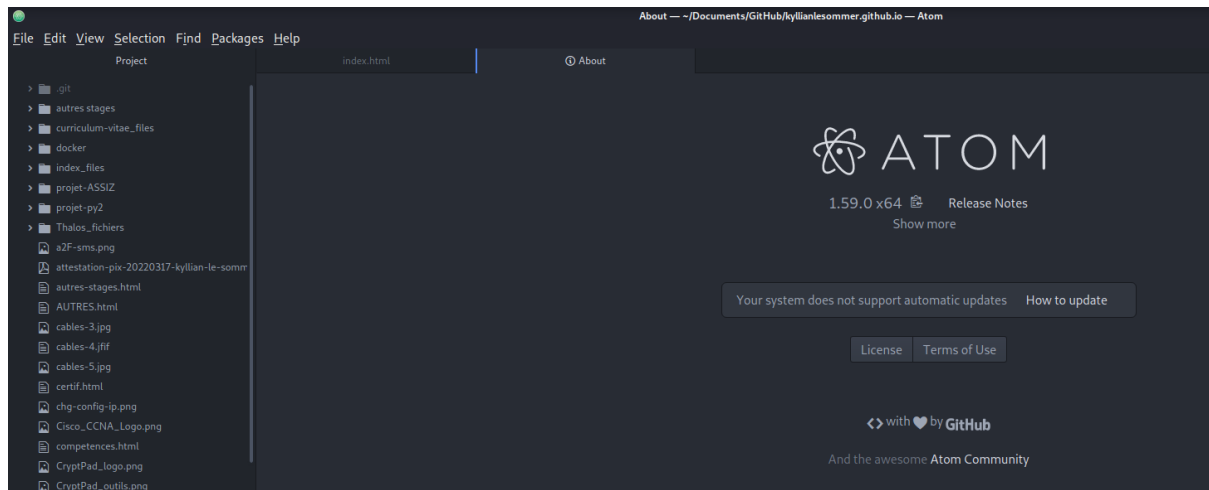 About — ~/Documents/GitHub/kyllianlesommer.github.io — Atom
File Edit View Selection Find Packages Help
Project
index.html
About
.git
autres stages
curriculum-vitae_files
docker
index_files
projet-ASSIZ
projet-py2
Thalos_fichiers
a2F-sms.png
attestation-pix-20220317-kyllian-le-somm
autres-stages.html
AUTRES.html
cables-3.jpg
cables-4.jfif
cables-5.jpg
certif.html
chg-config-ip.png
Cisco_CCNA_Logo.png
competences.html
CryptPad_logo.png
CryptPad_outils.png
ATOM
1.59.0 x64 Release Notes
Show more
Your system does not support automatic updates How to update
License Terms of Use
<> with by GitHub
And the awesome Atom Community